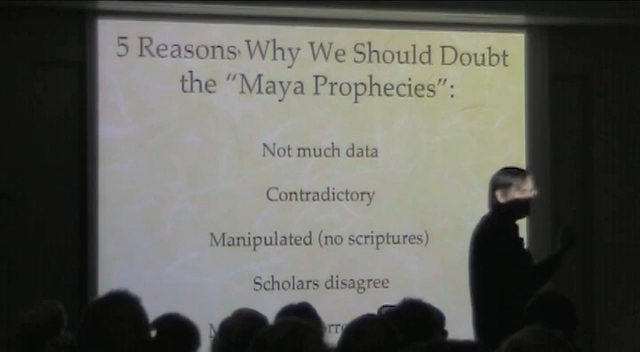 5 Reasons Why We Should Doubt
the “Maya Prophecies”:
Not much data
Contradictory
Manipulated (no scriptures)
Scholars disagree